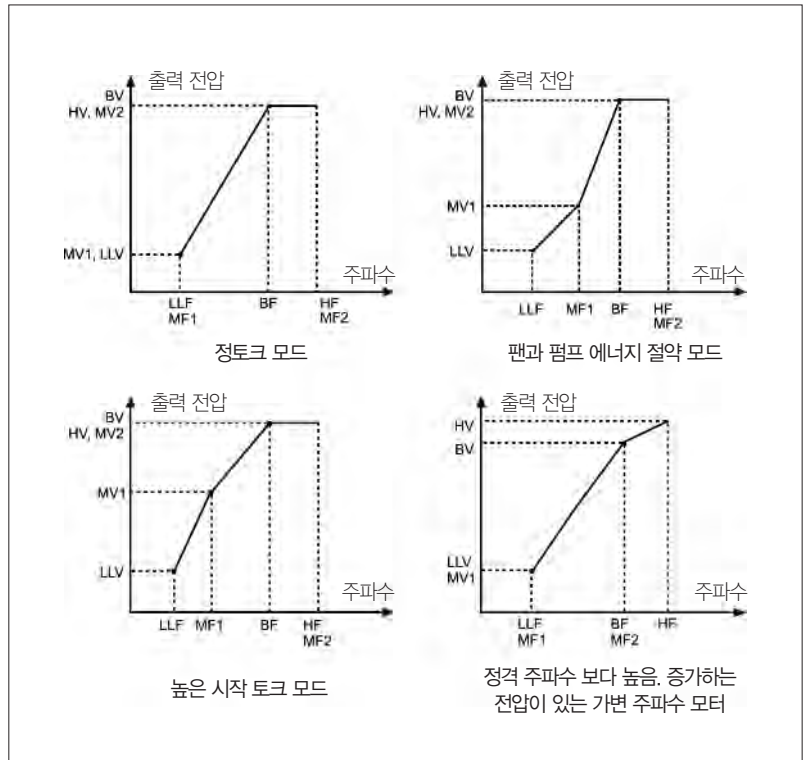 출력 전압
BV
HV, MV2
MV1, LLV
주파수
LLF
MF1
BF
HF
MF2
정토크 모드
출력 전압
BV
HV, MV2
MV1
LLV
주파수
LLF
MF1
BF
HF
MF2
팬과 펌프 에너지 절약 모드
출력 전압
BV
HV, MV2
MV1
LLV
주파수
LLF
MF1
BF
HF
MF2
높은 시작 토크 모드
출력 전압
HV
BV
LLV
MV1
주파수
LLF
MF1
BF
MF2
HF
정격 주파수 보다 높음. 증가하는
전압이 있는 가변 주파수 모터